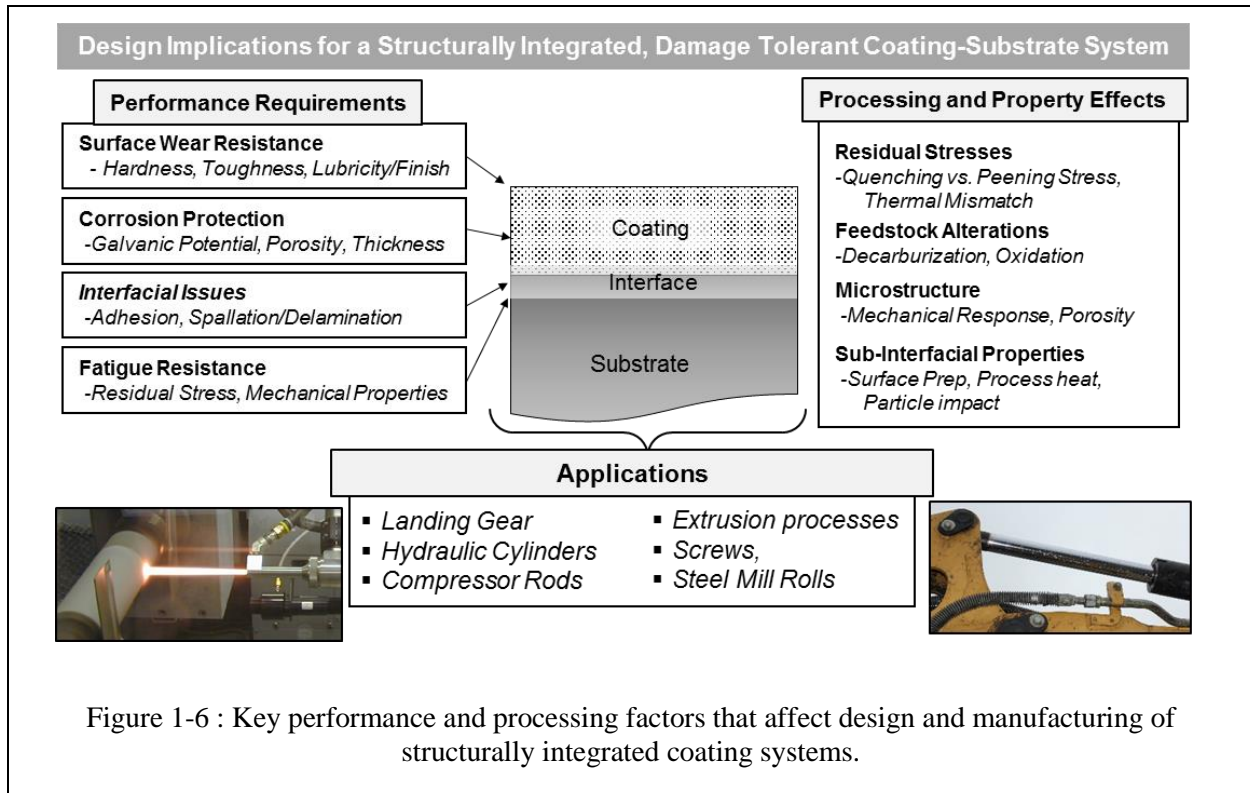 Design Implications for a Structurally Integrated, Damage Tolerant Coating-Substrate System
Performance Requirements
Surface Wear Resistance
- Hardness, Toughness, Lubricity/Finish
Corrosion Protection
-Galvanic Potential, Porosity, Thickness
Interfacial Issues
-Adhesion, Spallation/Delamination
Fatigue Resistance
-Residual Stress, Mechanical Properties
Coating
Interface
Substrate
Processing and Property Effects
Residual Stresses
-Quenching vs. Peening Stress,
Thermal Mismatch
Feedstock Alterations
-Decarburization, Oxidation
Microstructure
-Mechanical Response, Porosity
Sub-Interfacial Properties
-Surface Prep, Process heat,
Particle impact
Applications
▪ Landing Gear
▪ Hydraulic Cylinders
▪ Compressor Rods
▪ Extrusion processes
▪ Screws,
▪ Steel Mill Rolls
Figure 1-6 : Key performance and processing factors that affect design and manufacturing of
structurally integrated coating systems.